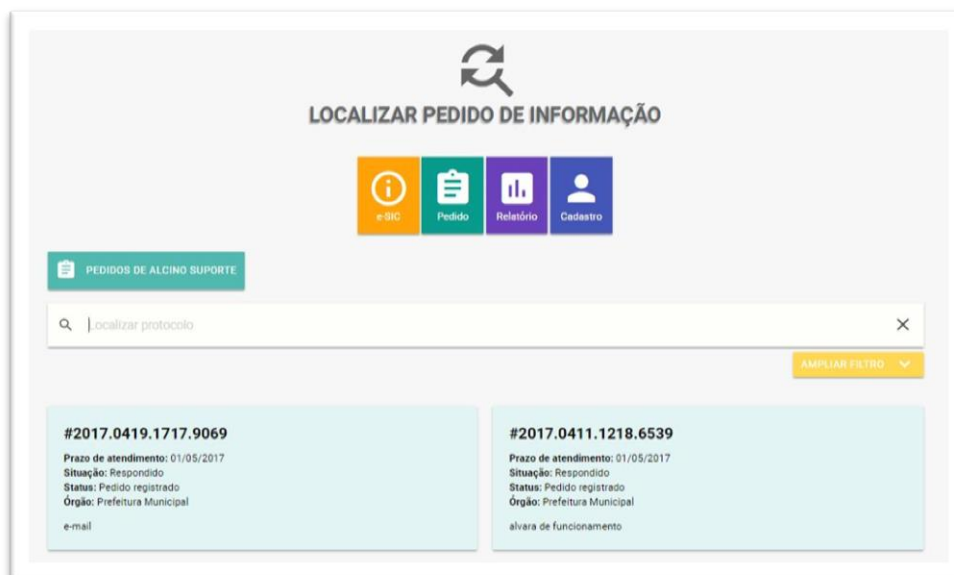 LOCALIZAR PEDIDO DE INFORMAÇÃO
e-SIC
Pedido
Relatório
Cadastro
PEDIDOS DE ALCINO SUPORTE
Localizar protocolo
AMPLIAR FILTRO
#2017.0419.1717.9069
Prazo de atendimento: 01/05/2017
Situação: Respondido
Status: Pedido registrado
Órgão: Prefeitura Municipal
e-mail
#2017.0411.1218.6539
Prazo de atendimento: 01/05/2017
Situação: Respondido
Status: Pedido registrado
Órgão: Prefeitura Municipal
alvara de funcionamento